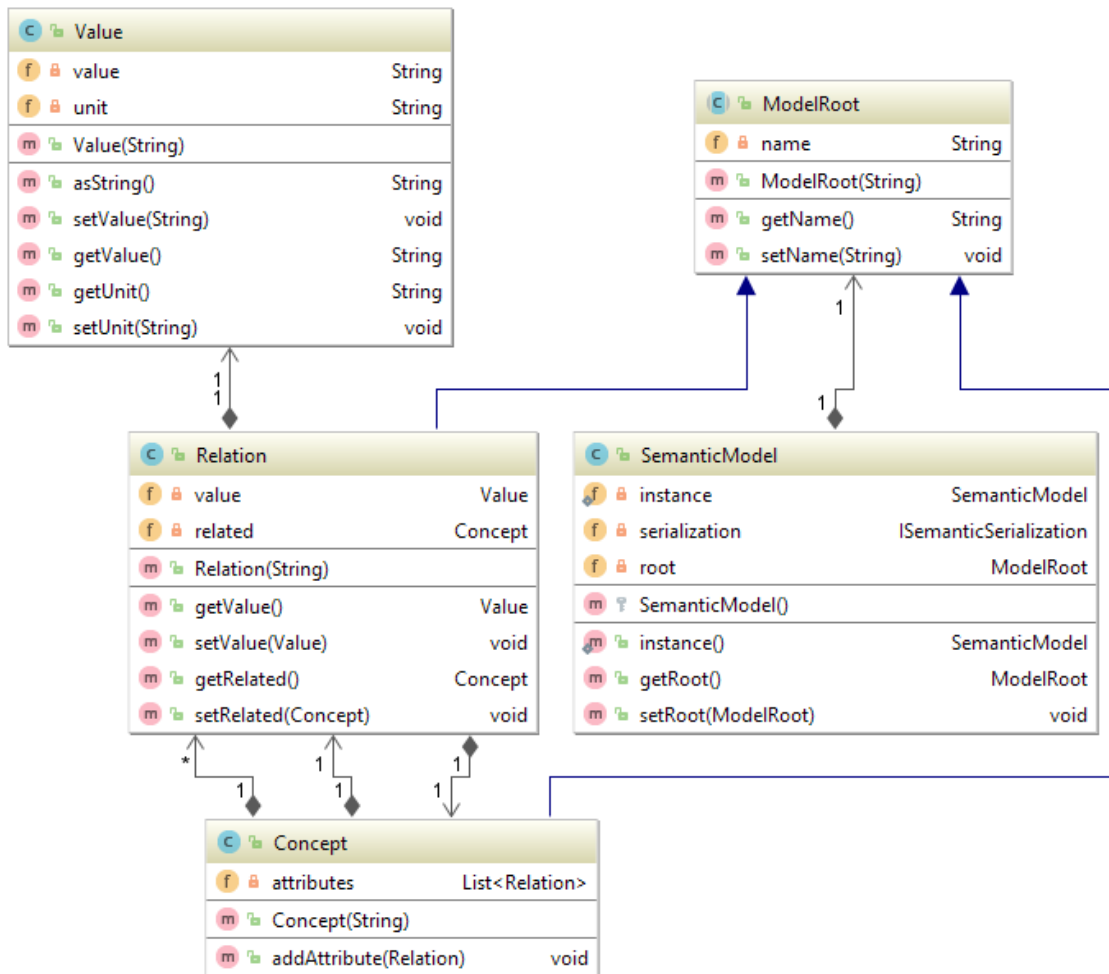 Value
value String
unit String
Value(String)
asString() String
setValue(String) void
getValue() String
getUnit() String
setUnit(String) void
ModelRoot
name String
ModelRoot(String)
getName() String
setName(String) void
1
1
1
1
Relation
value Value
related Concept
Relation(String)
getValue() Value
setValue(Value) void
getRelated() Concept
setRelated(Concept) void
SemanticModel
instance SemanticModel
serialization ISemanticSerialization
root ModelRoot
SemanticModel()
instance() SemanticModel
getRoot() ModelRoot
setRoot(ModelRoot) void
* 1 1
1 1 1
Concept
attributes List<Relation>
Concept(String)
addAttribute(Relation) void